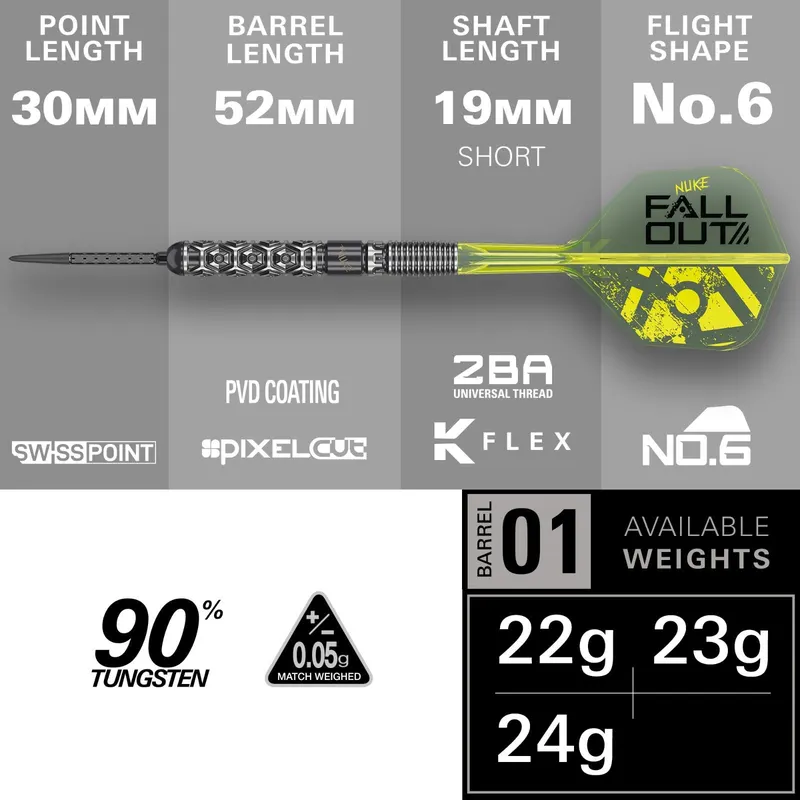 POINT
LENGTH
30MM
BARREL
LENGTH
52MM
SHAFT
LENGTH
19MM
SHORT
FLIGHT
SHAPE
No.6
NUKE
FALL
OUT
K
SWISSPOINT
PVD COATING
PIXELCUT
2BA
UNIVERSAL THREAD
K FLEX
NO.6
90%
TUNGSTEN
+/-
0.05g
MATCH WEIGHED
BARREL
01
AVAILABLE
WEIGHTS
22g 23g
24g